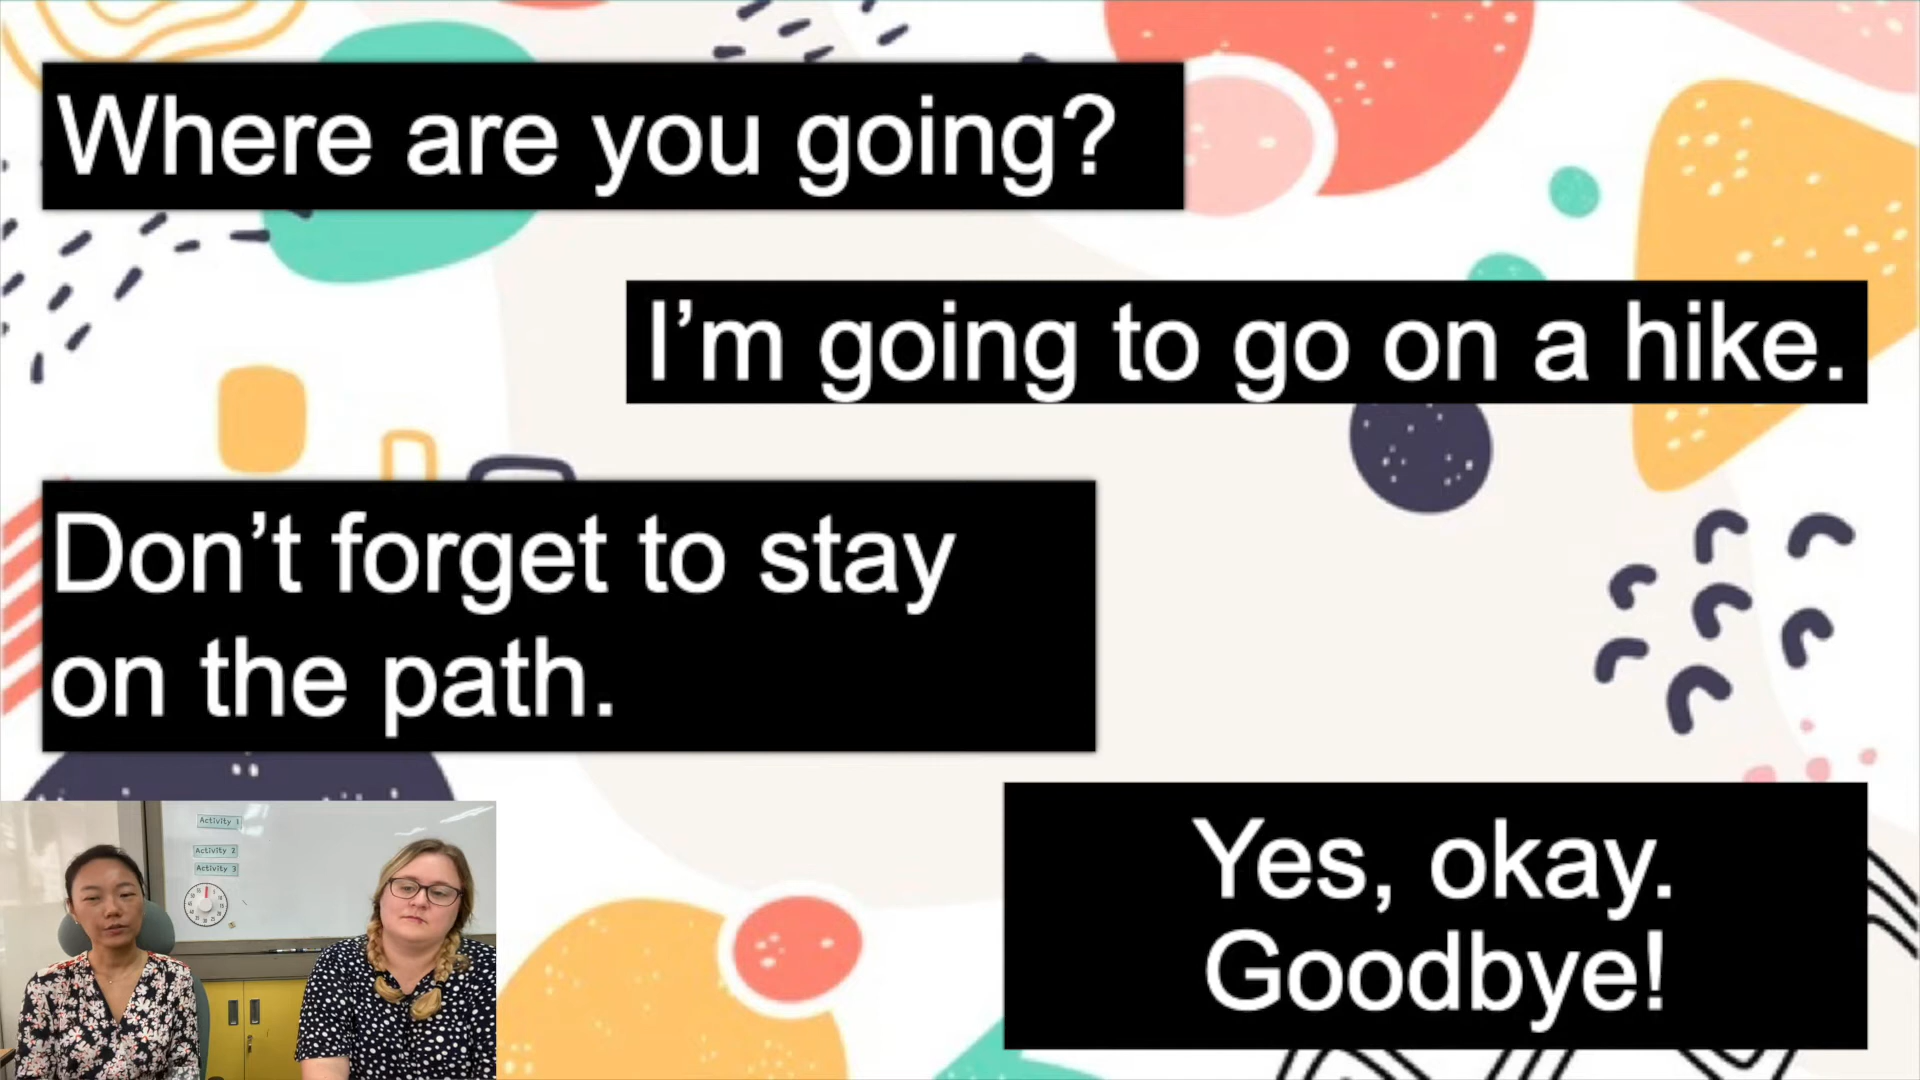 Where are you going?
I’m going to go on a hike.
Don’t forget to stay
on the path.
Yes, okay.
Goodbye!
Activity 1
Activity 2
Activity 3